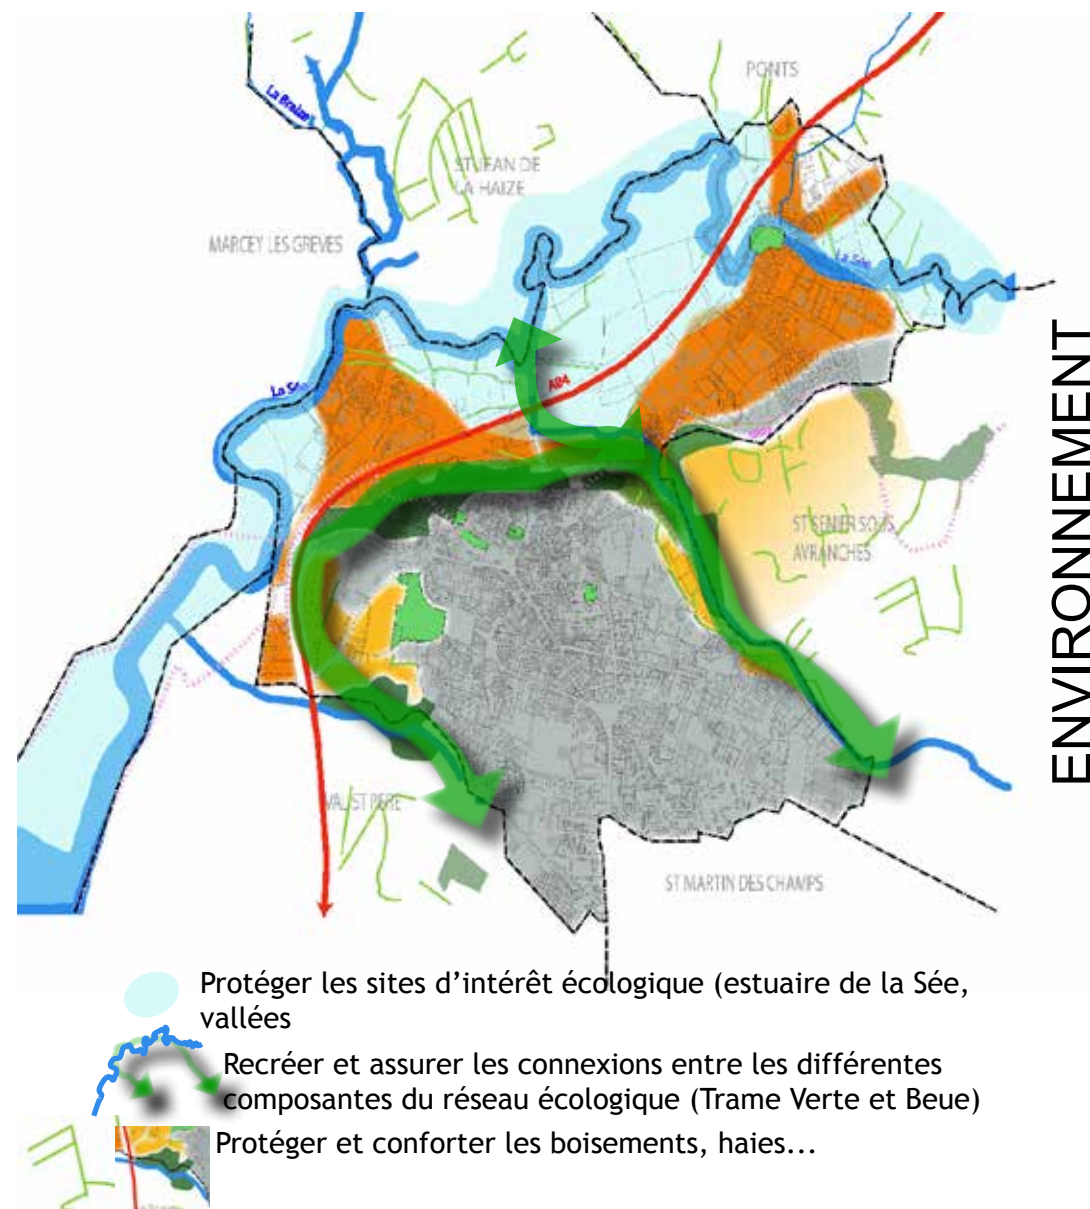 PONTS
La Braize
ST JEAN DE
LA HAIZE
MARCEY LES GREVES
La Sée
A84
La Sé
ST SENIER SOUS
AVRANCHES
VAL ST PERE
ST MARTIN DES CHAMPS
ENVIRONNEMENT
Protéger les sites d'intérêt écologique (estuaire de la Sée,
vallées
Recréer et assurer les connexions entre les différentes
composantes du réseau écologique (Trame Verte et Beue)
Protéger et conforter les boisements, haies...